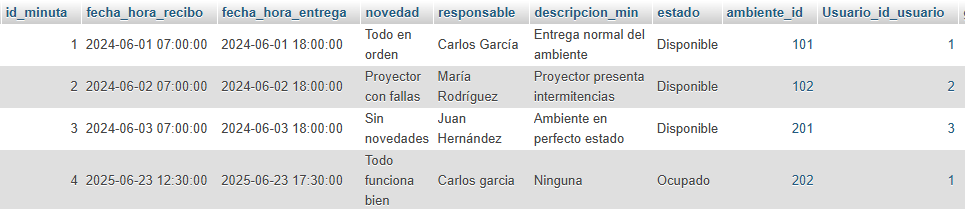 id_minuta fecha_hora_recibo fecha_hora_entrega novedad responsable descripcion_min estado ambiente_id Usuario_id_usuario
1 2024-06-01 07:00:00 2024-06-01 18:00:00 Todo en orden Carlos García Entrega normal del ambiente Disponible 101 1
2 2024-06-02 07:00:00 2024-06-02 18:00:00 Proyector con fallas María Rodríguez Proyector presenta intermitencias Disponible 102 2
3 2024-06-03 07:00:00 2024-06-03 18:00:00 Sin novedades Juan Hernández Ambiente en perfecto estado Disponible 201 3
4 2025-06-23 12:30:00 2025-06-23 17:30:00 Todo funciona bien Carlos garcia Ninguna Ocupado 202 1